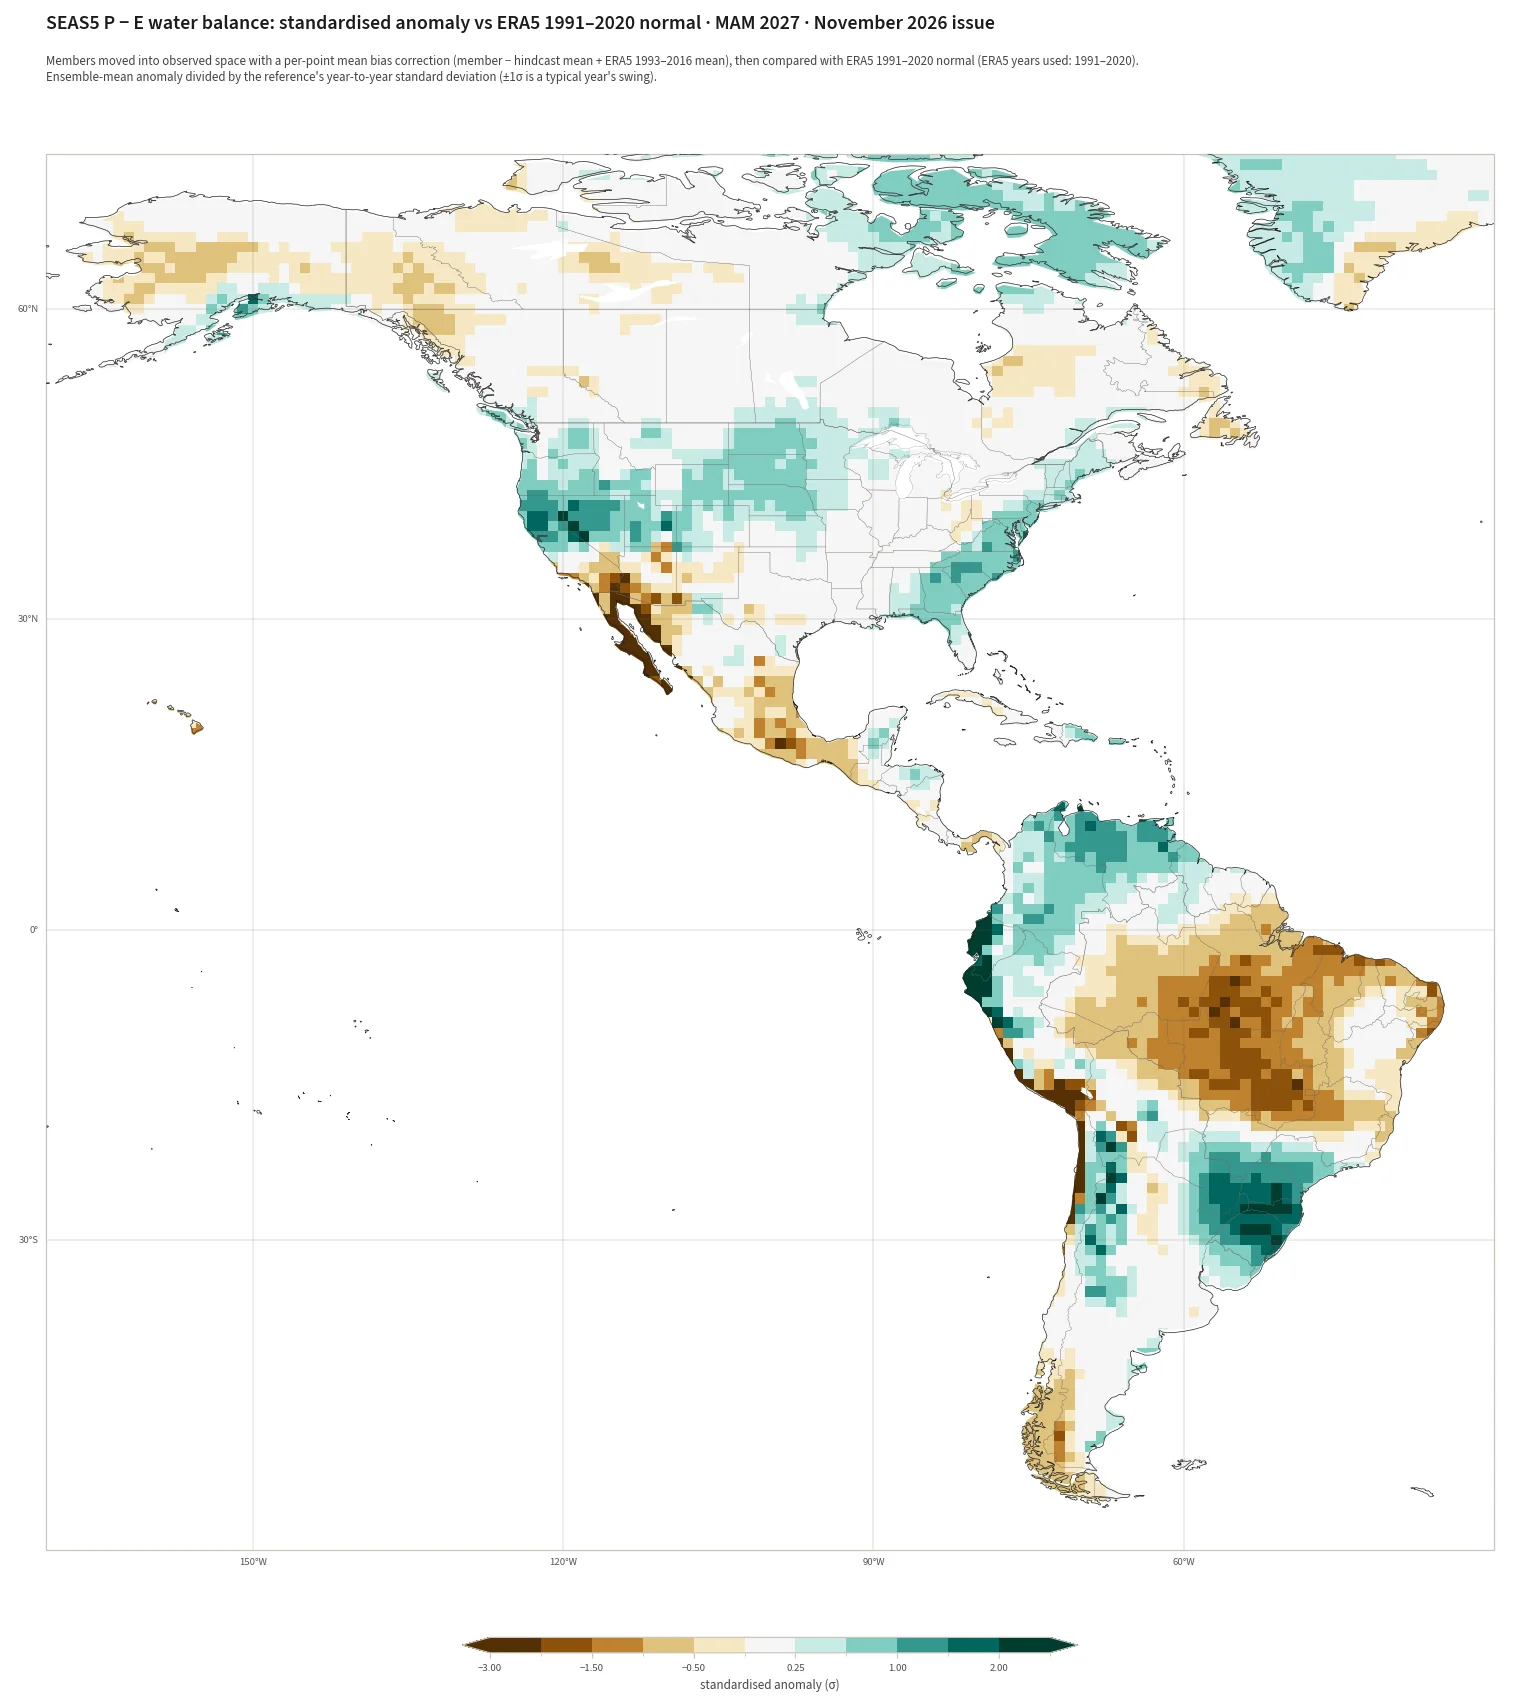 SEAS5 P − E water balance: standardised anomaly vs ERA5 1991–2020 normal · MAM 2027 · November 2026 issue
Members moved into observed space with a per-point mean bias correction (member − hindcast mean + ERA5 1993–2016 mean), then compared with ERA5 1991–2020 normal (ERA5 years used: 1991–2020).
Ensemble-mean anomaly divided by the reference's year-to-year standard deviation (±1σ is a typical year's swing).
60°N
30°N
0°
30°S
150°W
120°W
90°W
60°W
−3.00
−1.50
−0.50
0.25
1.00
2.00
standardised anomaly (σ)